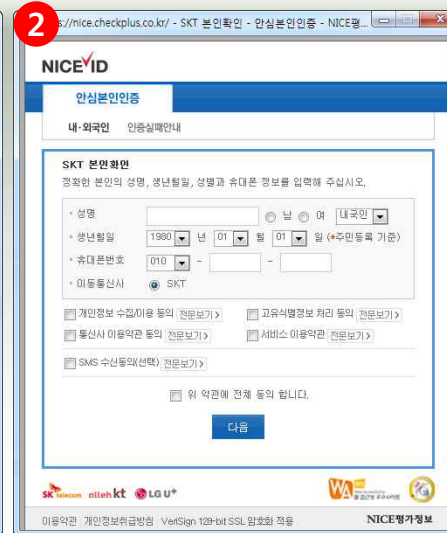 2
://nice.checkplus.co.kr/ - SKT 본인확인 - 안심본인인증 - NICE평...
NICE ID
안심본인인증
내·외국인 인증실패안내
SKT 본인확인
정확한 본인의 성명, 생년월일, 성별과 휴대폰 정보를 입력해 주십시오.
· 성명 남 여 내국인
· 생년월일 1980 년 01 월 01 일 (*주민등록 기준)
· 휴대폰번호 010 - -
· 이동통신사 SKT
개인정보 수집/이용 동의 전문보기> 고유식별정보 처리 동의 전문보기>
통신사 이용약관 동의 전문보기> 서비스 이용약관 전문보기>
SMS 수신동의(선택) 전문보기>
위 약관에 전체 동의 합니다.
다음
SK telecom olleh kt LG U+ WA
이용약관 개인정보취급방침 VeriSign 128-bit SSL 암호화 적용 NICE평가정보